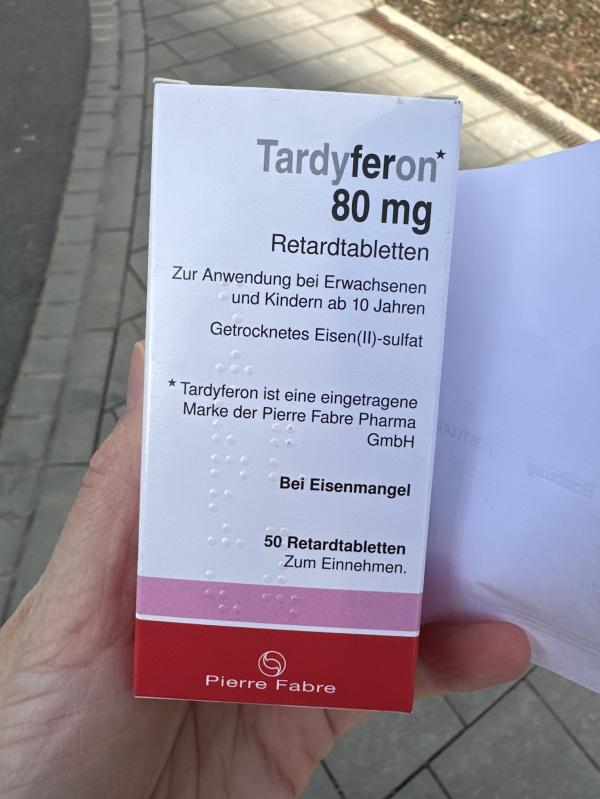 Tardyferon*
80 mg
Retardtabletten
Zur Anwendung bei Erwachsenen
und Kindern ab 10 Jahren
Getrocknetes Eisen(II)-sulfat
* Tardyferon ist eine eingetragene
Marke der Pierre Fabre Pharma
GmbH
Bei Eisenmangel
50 Retardtabletten
Zum Einnehmen.
Pierre Fabre